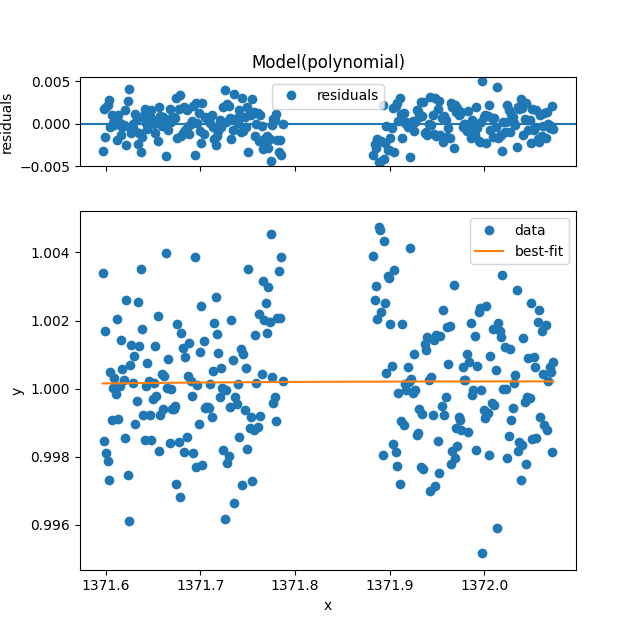 Model(polynomial)
residuals
0.005
0.000
−0.005
residuals
data
best-fit
1.004
1.002
1.000
0.998
0.996
y
1371.6
1371.7
1371.8
1371.9
1372.0
x